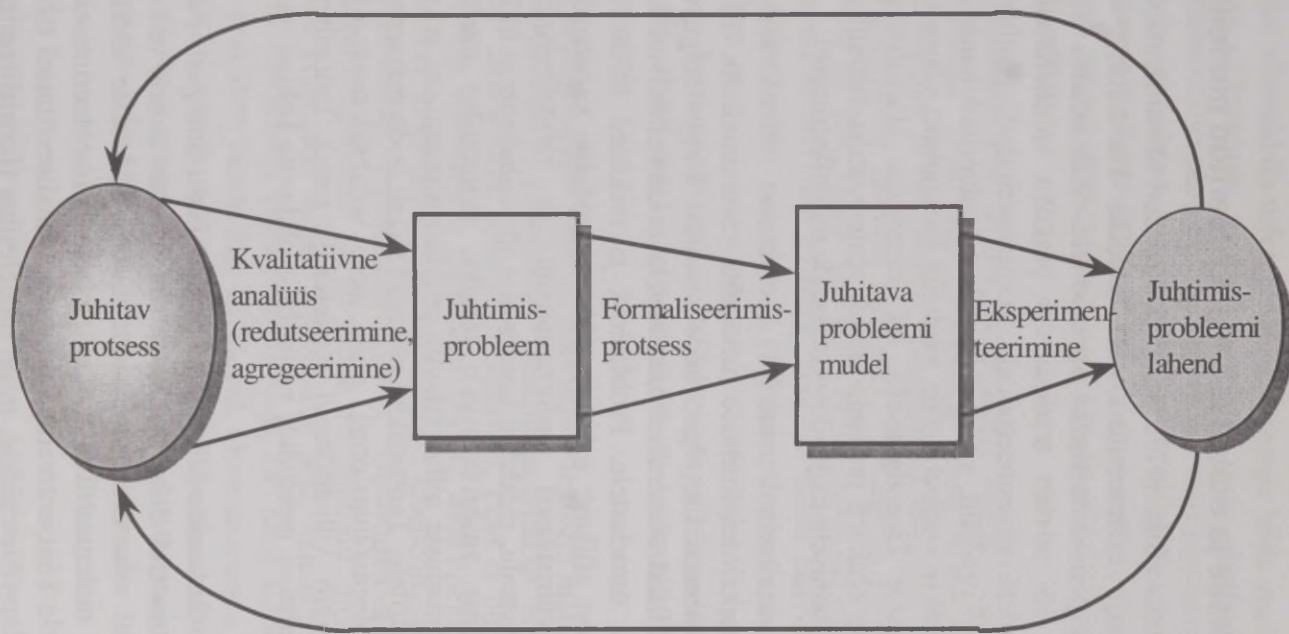 Juhitav
protsess
Kvalitatiivne
analüüs
(redutseerimine,
agregeerimine)
Juhtimis-
probleem
Formaliseerimis-
protsess
Juhitava
probleemi
mudel
Eksperimen-
teerimine
Juhtimis-
probleemi
lahend